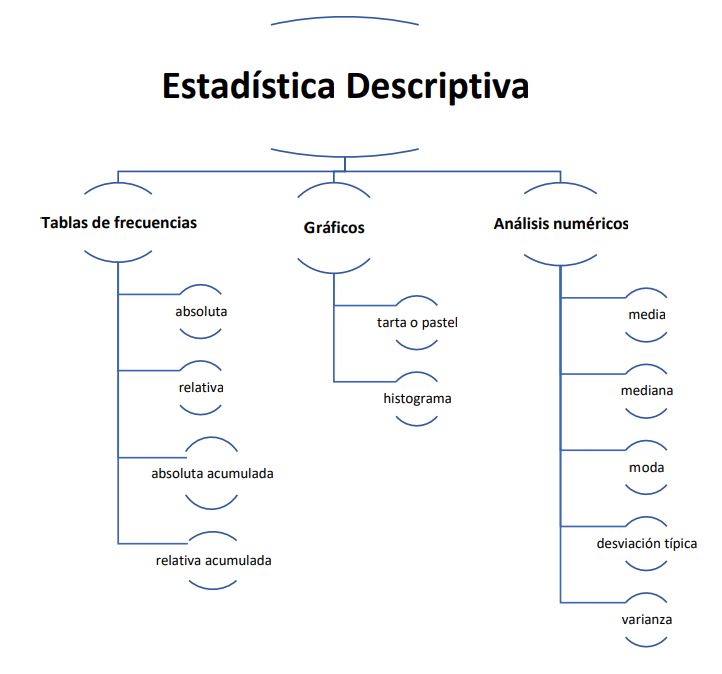 Estadística Descriptiva
Tablas de frecuencias
absoluta
relativa
absoluta acumulada
relativa acumulada
Gráficos
tarta o pastel
histograma
Análisis numéricos
media
mediana
moda
desviación típica
varianza